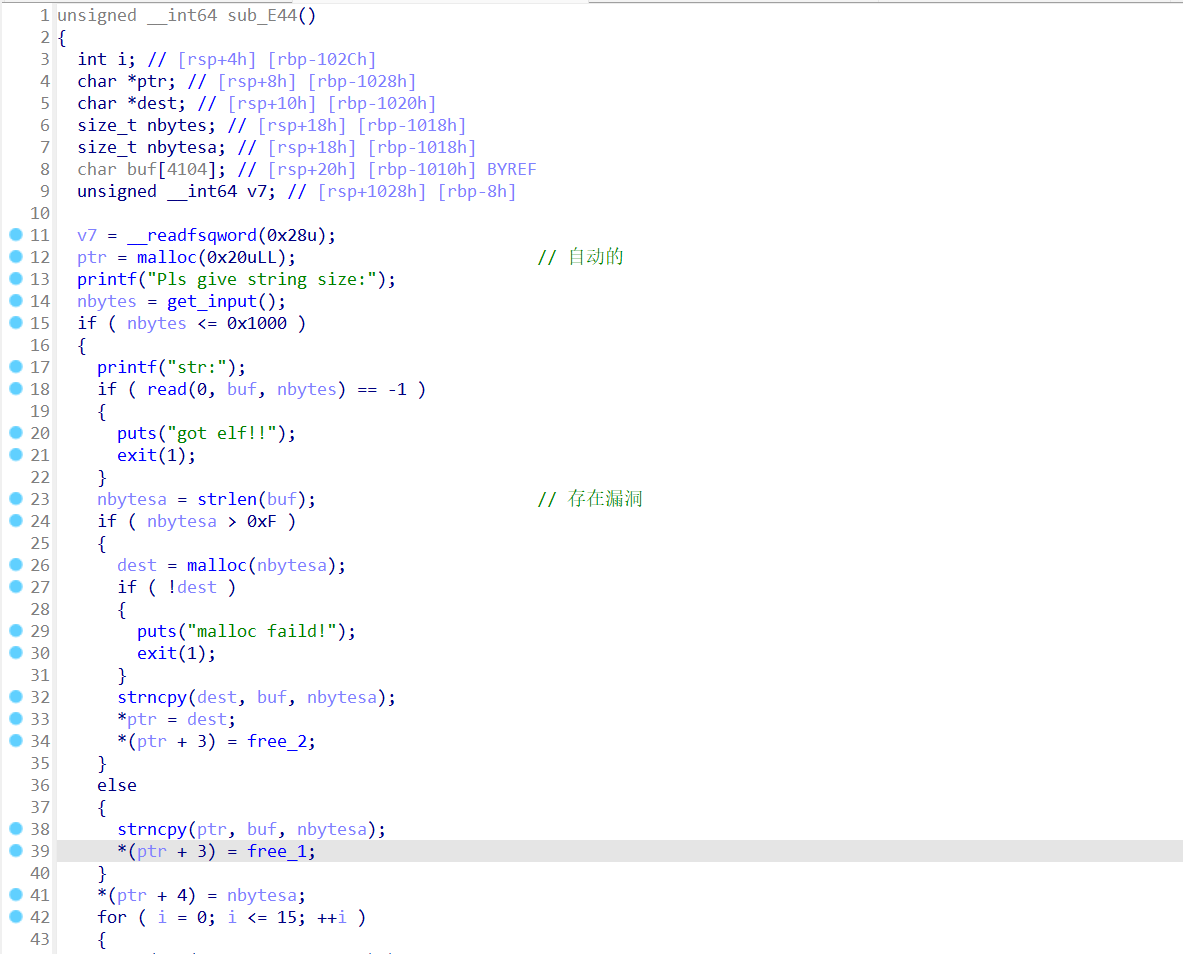 1 unsigned __int64 sub_E44()
2 {
3 int i; // [rsp+4h] [rbp-102Ch]
4 char *ptr; // [rsp+8h] [rbp-1028h]
5 char *dest; // [rsp+10h] [rbp-1020h]
6 size_t nbytes; // [rsp+18h] [rbp-1018h]
7 size_t nbytesa; // [rsp+18h] [rbp-1018h]
8 char buf[4104]; // [rsp+20h] [rbp-1010h] BYREF
9 unsigned __int64 v7; // [rsp+1028h] [rbp-8h]
10
11 v7 = __readfsqword(0x28u);
12 ptr = malloc(0x20uLL); // 自动的
13 printf("Pls give string size:");
14 nbytes = get_input();
15 if ( nbytes <= 0x1000 )
16 {
17 printf("str:");
18 if ( read(0, buf, nbytes) == -1 )
19 {
20 puts("got elf!!");
21 exit(1);
22 }
23 nbytesa = strlen(buf); // 存在漏洞
24 if ( nbytesa > 0xF )
25 {
26 dest = malloc(nbytesa);
27 if ( !dest )
28 {
29 puts("malloc faild!");
30 exit(1);
31 }
32 strncpy(dest, buf, nbytesa);
33 *ptr = dest;
34 *(ptr + 3) = free_2;
35 }
36 else
37 {
38 strncpy(ptr, buf, nbytesa);
39 *(ptr + 3) = free_1;
40 }
41 *(ptr + 4) = nbytesa;
42 for ( i = 0; i <= 15; ++i )
43 {